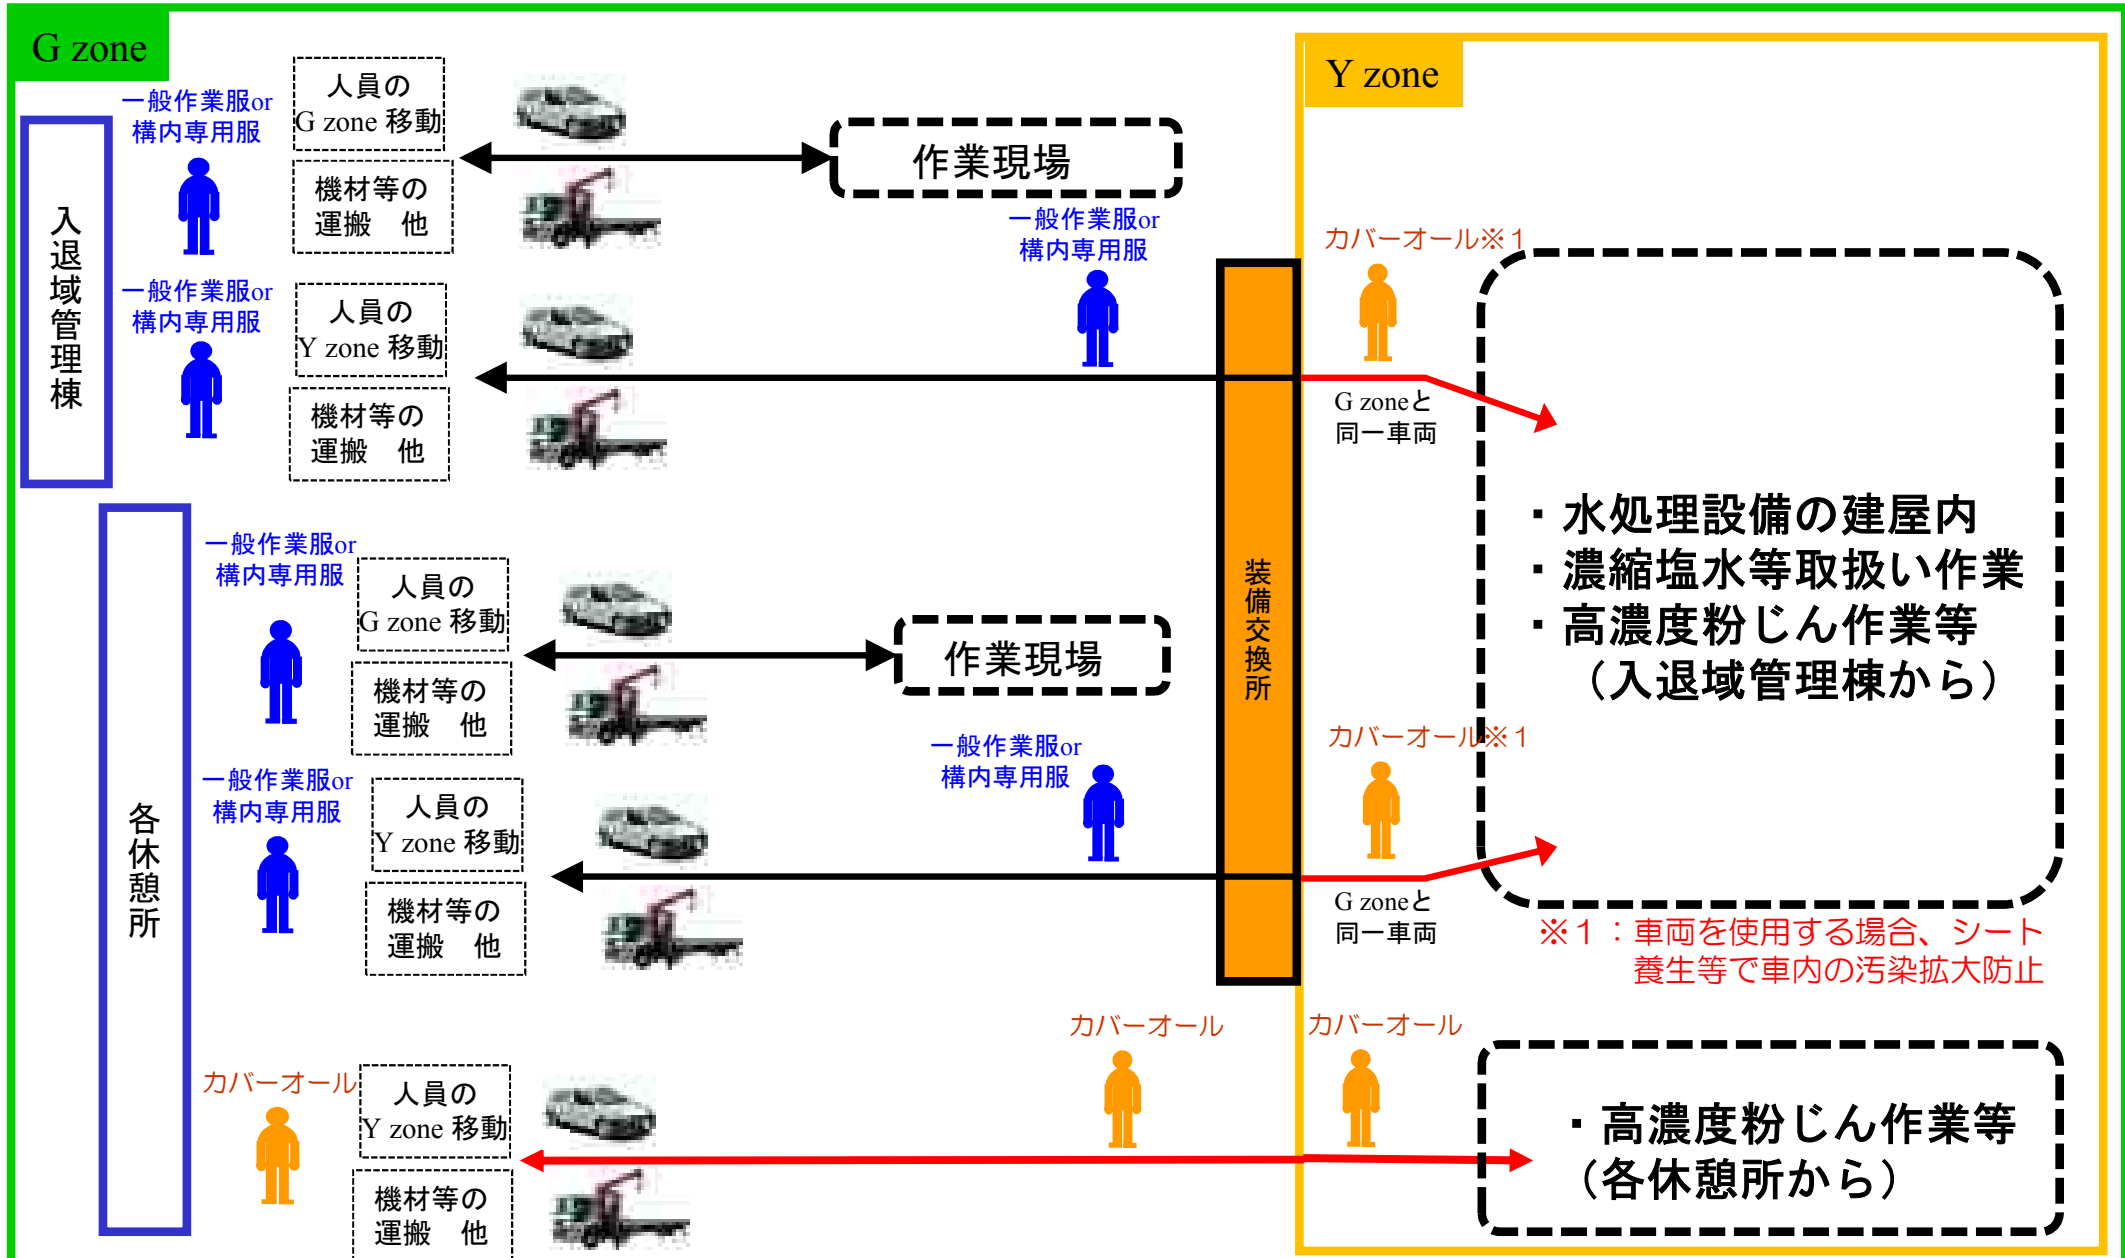 G zone
Y zone
一般作業服or
構内専用服
人員の
G zone 移動
機材等の
運搬　他
作業現場
入退域管理棟
一般作業服or
構内専用服
人員の
Y zone 移動
機材等の
運搬　他
一般作業服or
構内専用服
カバーオール※1
G zoneと
同一車両
装備交換所
・水処理設備の建屋内
・濃縮塩水等取扱い作業
・高濃度粉じん作業等
（入退域管理棟から）
各休憩所
一般作業服or
構内専用服
人員の
G zone 移動
機材等の
運搬　他
作業現場
一般作業服or
構内専用服
人員の
Y zone 移動
機材等の
運搬　他
一般作業服or
構内専用服
カバーオール※1
G zoneと
同一車両
※1：車両を使用する場合、シート
養生等で車内の汚染拡大防止
カバーオール
人員の
Y zone 移動
機材等の
運搬　他
カバーオール
カバーオール
・高濃度粉じん作業等
（各休憩所から）